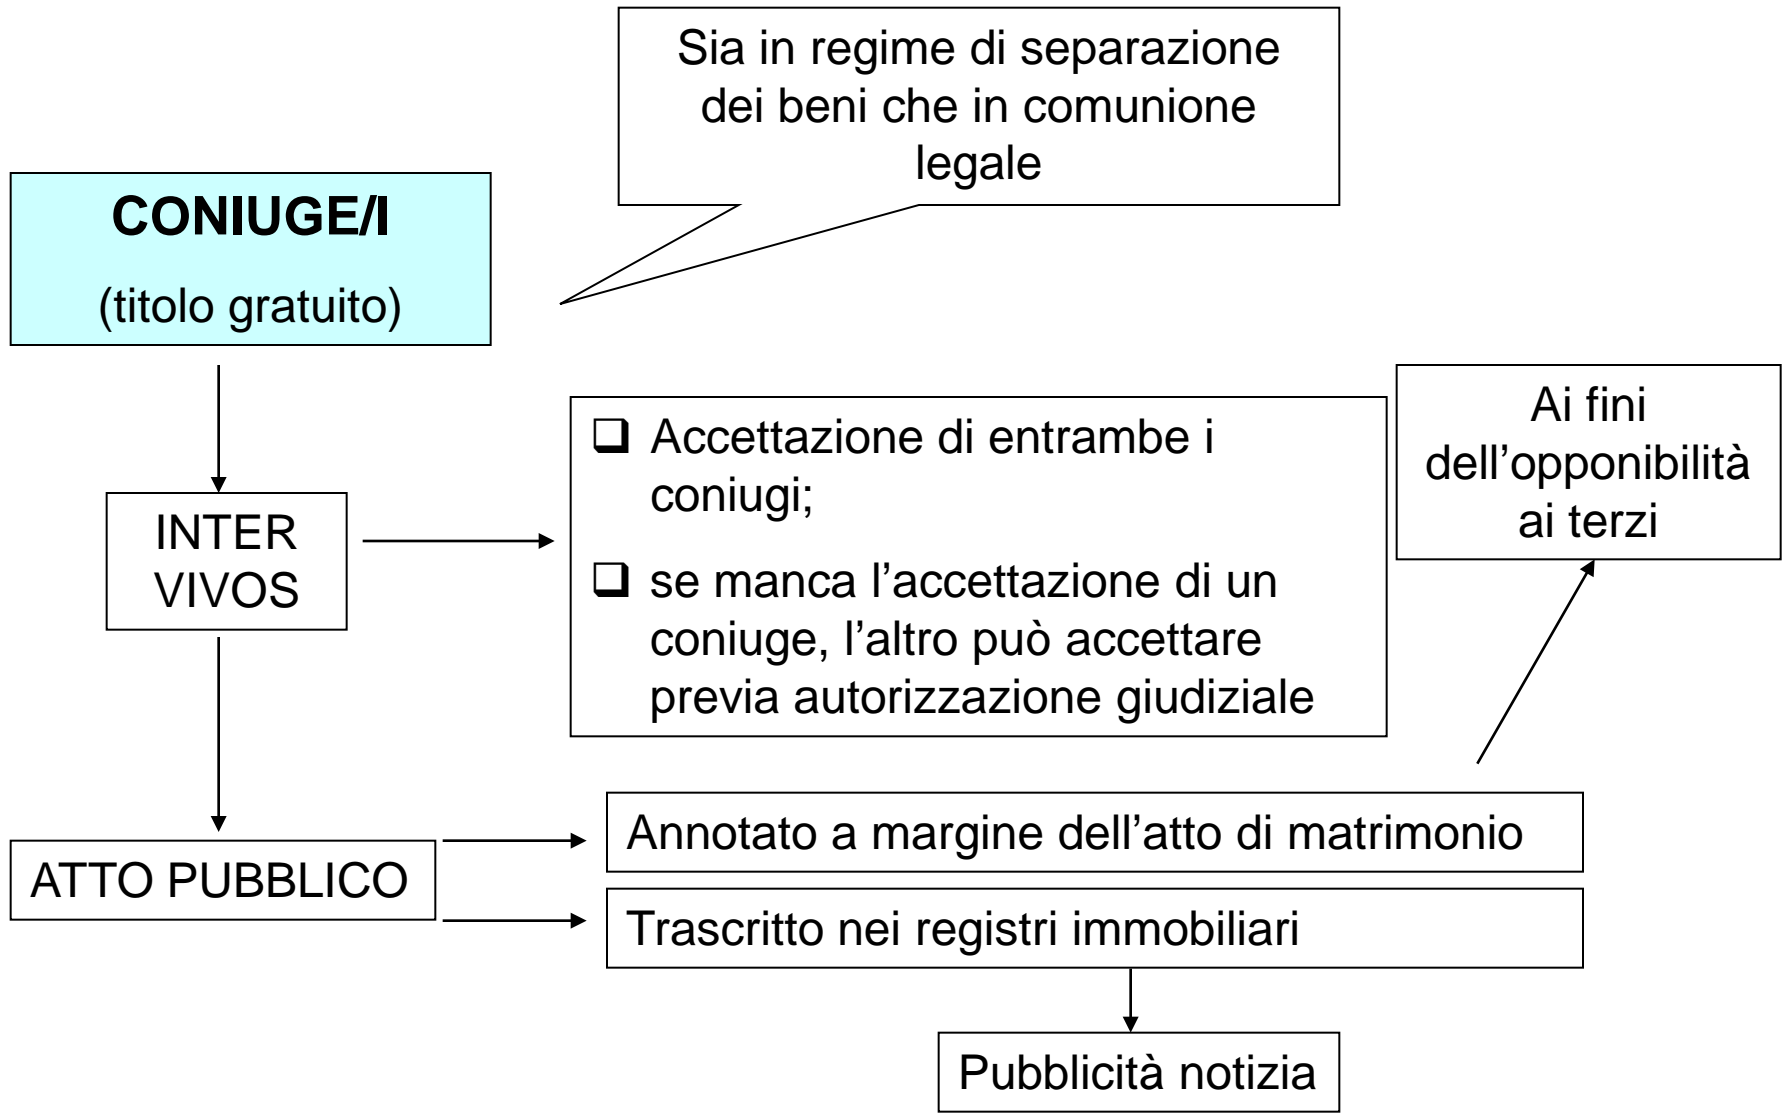 Sia in regime di separazione
dei beni che in comunione
legale
CONIUGE/I
(titolo gratuito)
Ai fini
dell’opponibilità
ai terzi
❑ Accettazione di entrambe i
coniugi;
❑ se manca l’accettazione di un
coniuge, l’altro può accettare
previa autorizzazione giudiziale
INTER
VIVOS
Annotato a margine dell’atto di matrimonio
ATTO PUBBLICO
Trascritto nei registri immobiliari
Pubblicità notizia